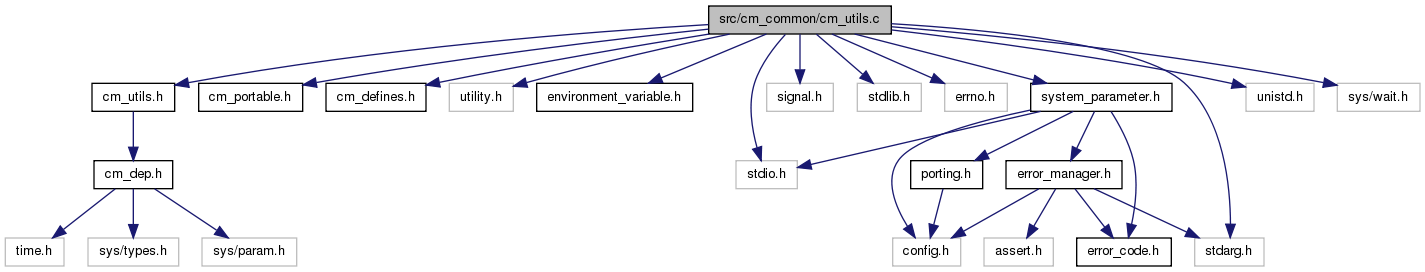 src/cm_common/cm_utils.c
cm_utils.h
cm_portable.h
cm_defines.h
utility.h
environment_variable.h
signal.h
stdlib.h
errno.h
system_parameter.h
unistd.h
sys/wait.h
cm_dep.h
stdio.h
porting.h
error_manager.h
time.h
sys/types.h
sys/param.h
config.h
assert.h
error_code.h
stdarg.h